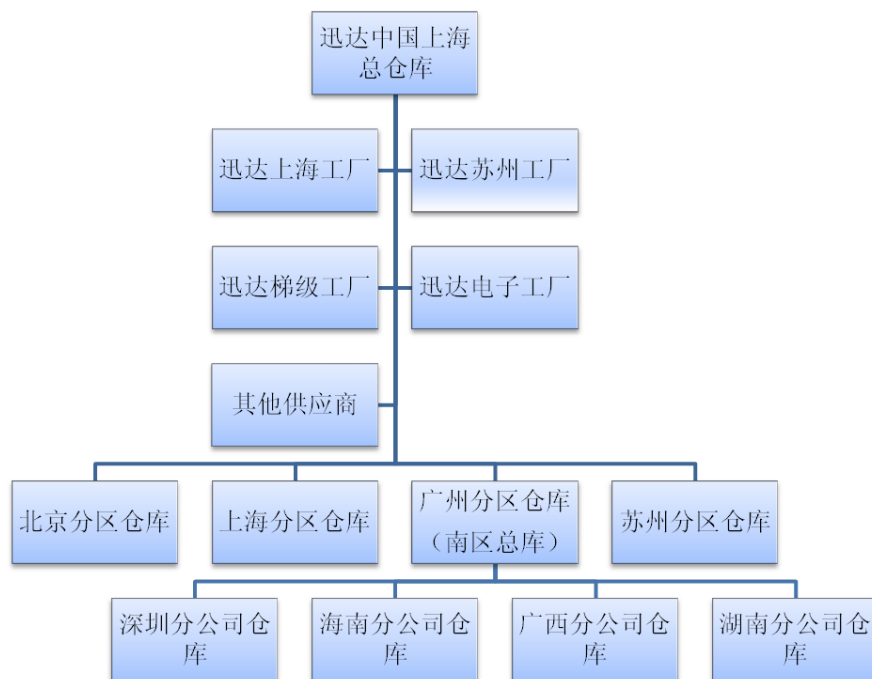 迅达中国上海
总仓库
迅达上海工厂
迅达苏州工厂
迅达梯级工厂
迅达电子工厂
其他供应商
北京分区仓库
上海分区仓库
广州分区仓库
（南区总库）
苏州分区仓库
深圳分公司仓
库
海南分公司仓
库
广西分公司仓
库
湖南分公司仓
库